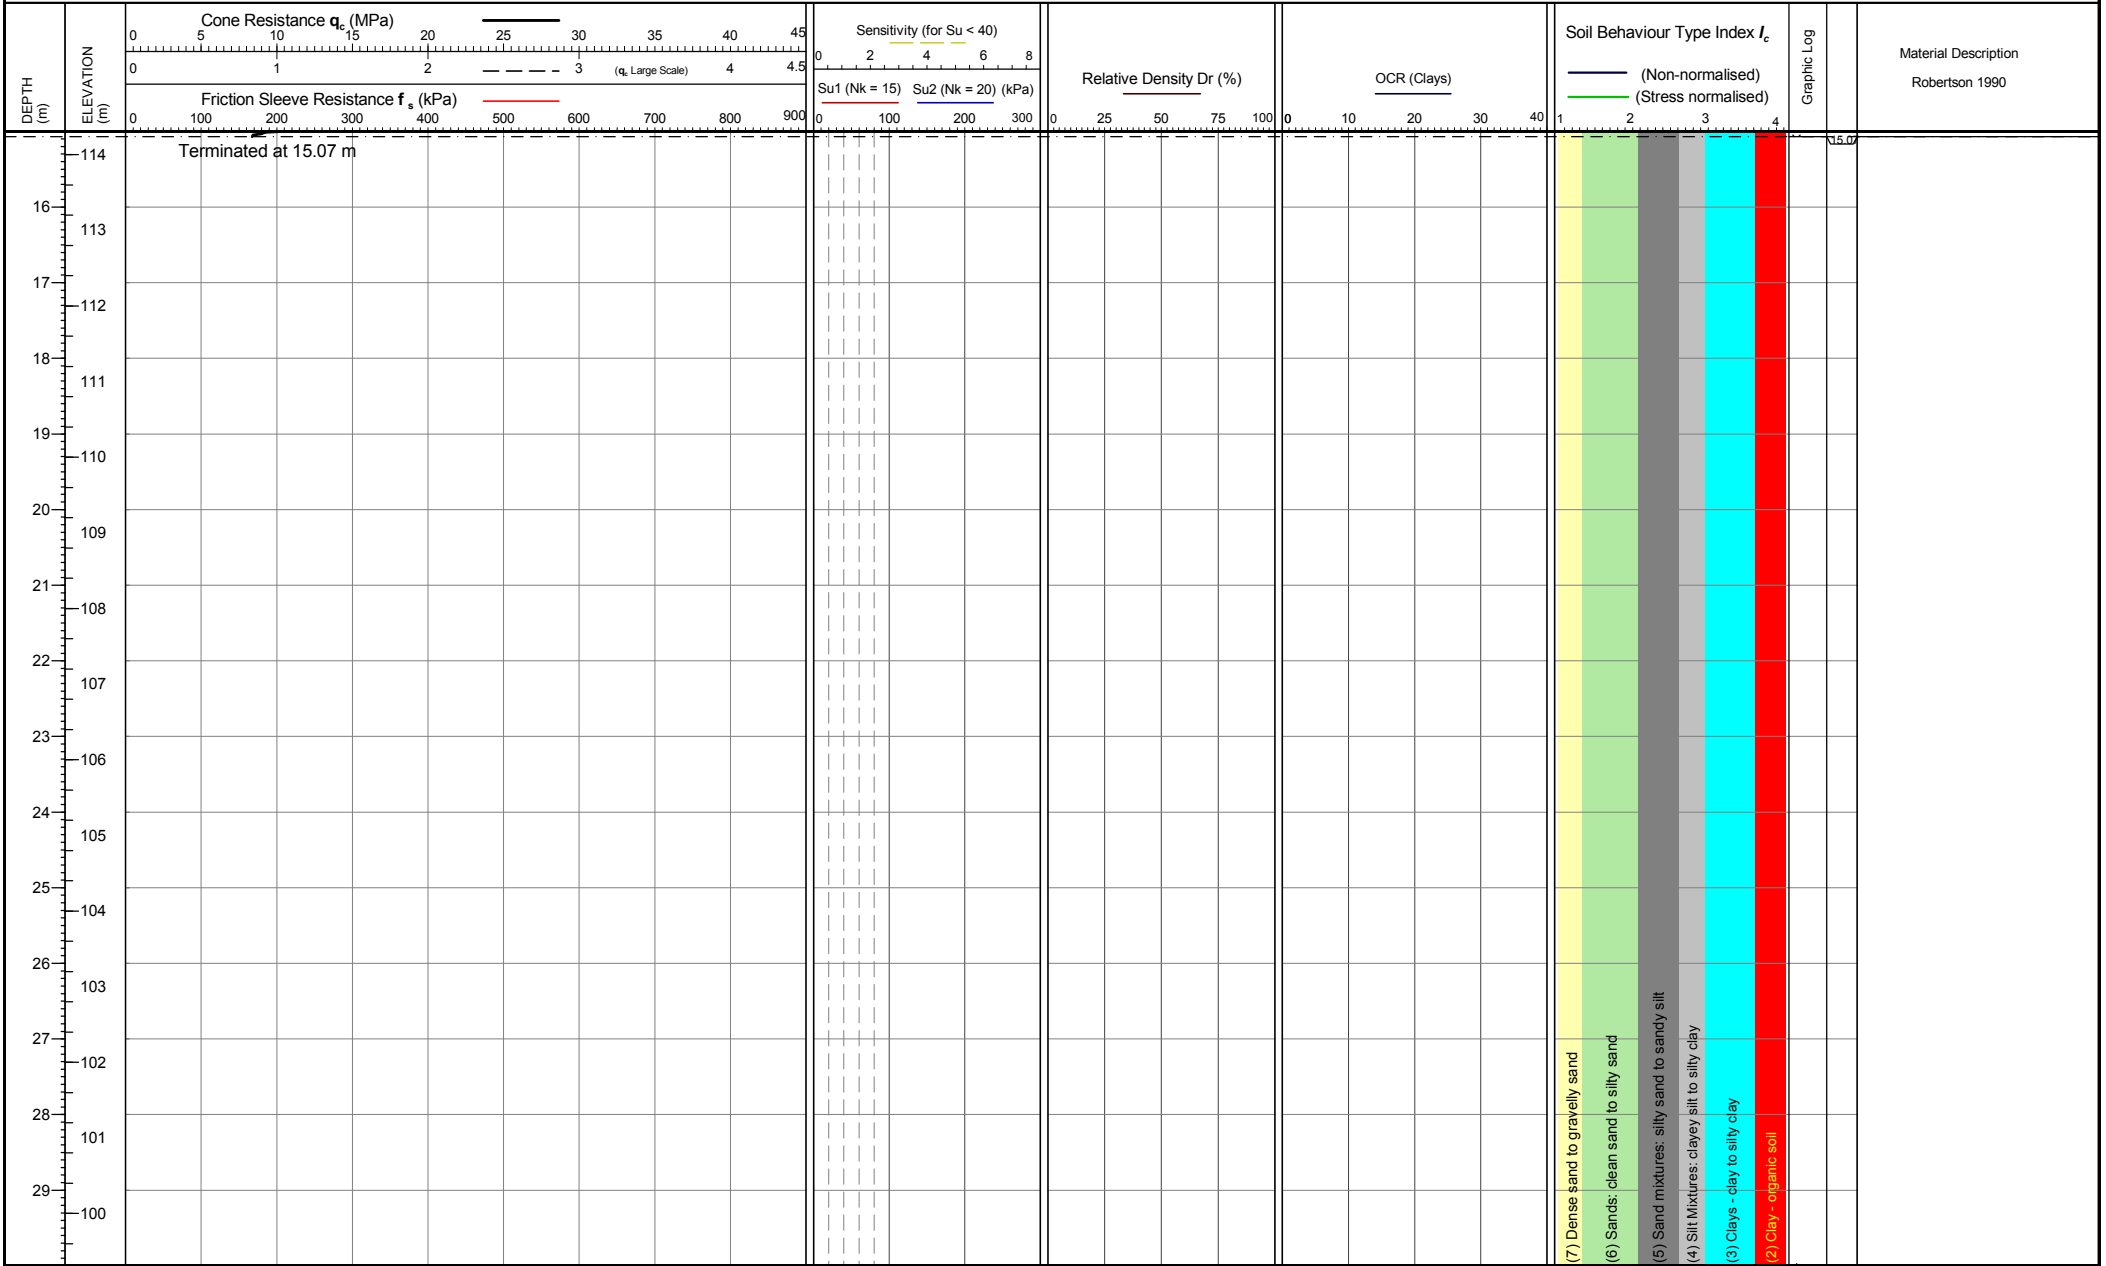 DEPTH
(m)
ELEVATION
(m)
Cone Resistance qc (MPa)
0 5 10 15 20 25 30 35 40 45
0 1 2 3 (qc Large Scale) 4 4.5
Friction Sleeve Resistance fs (kPa)
0 100 200 300 400 500 600 700 800 900
Sensitivity (for Su < 40)
0 2 4 6 8
Su1 (Nk = 15) Su2 (Nk = 20) (kPa)
0 100 200 300
Relative Density Dr (%)
0 25 50 75 100
OCR (Clays)
0 10 20 30 40
Soil Behaviour Type Index Ic
(Non-normalised)
(Stress normalised)
1 2 3 4
Graphic Log
Material Description
Robertson 1990
Terminated at 15.07 m
114
16
113
17
112
18
111
19
110
20
109
21
108
22
107
23
106
24
105
25
104
26
103
27
102
28
101
29
100
(7) Dense sand to gravelly sand
(6) Sands: clean sand to silty sand
(5) Sand mixtures: silty sand to sandy silt
(4) Silt Mixtures: clayey silt to silty clay
(3) Clays - clay to silty clay
(2) Clay - organic soil